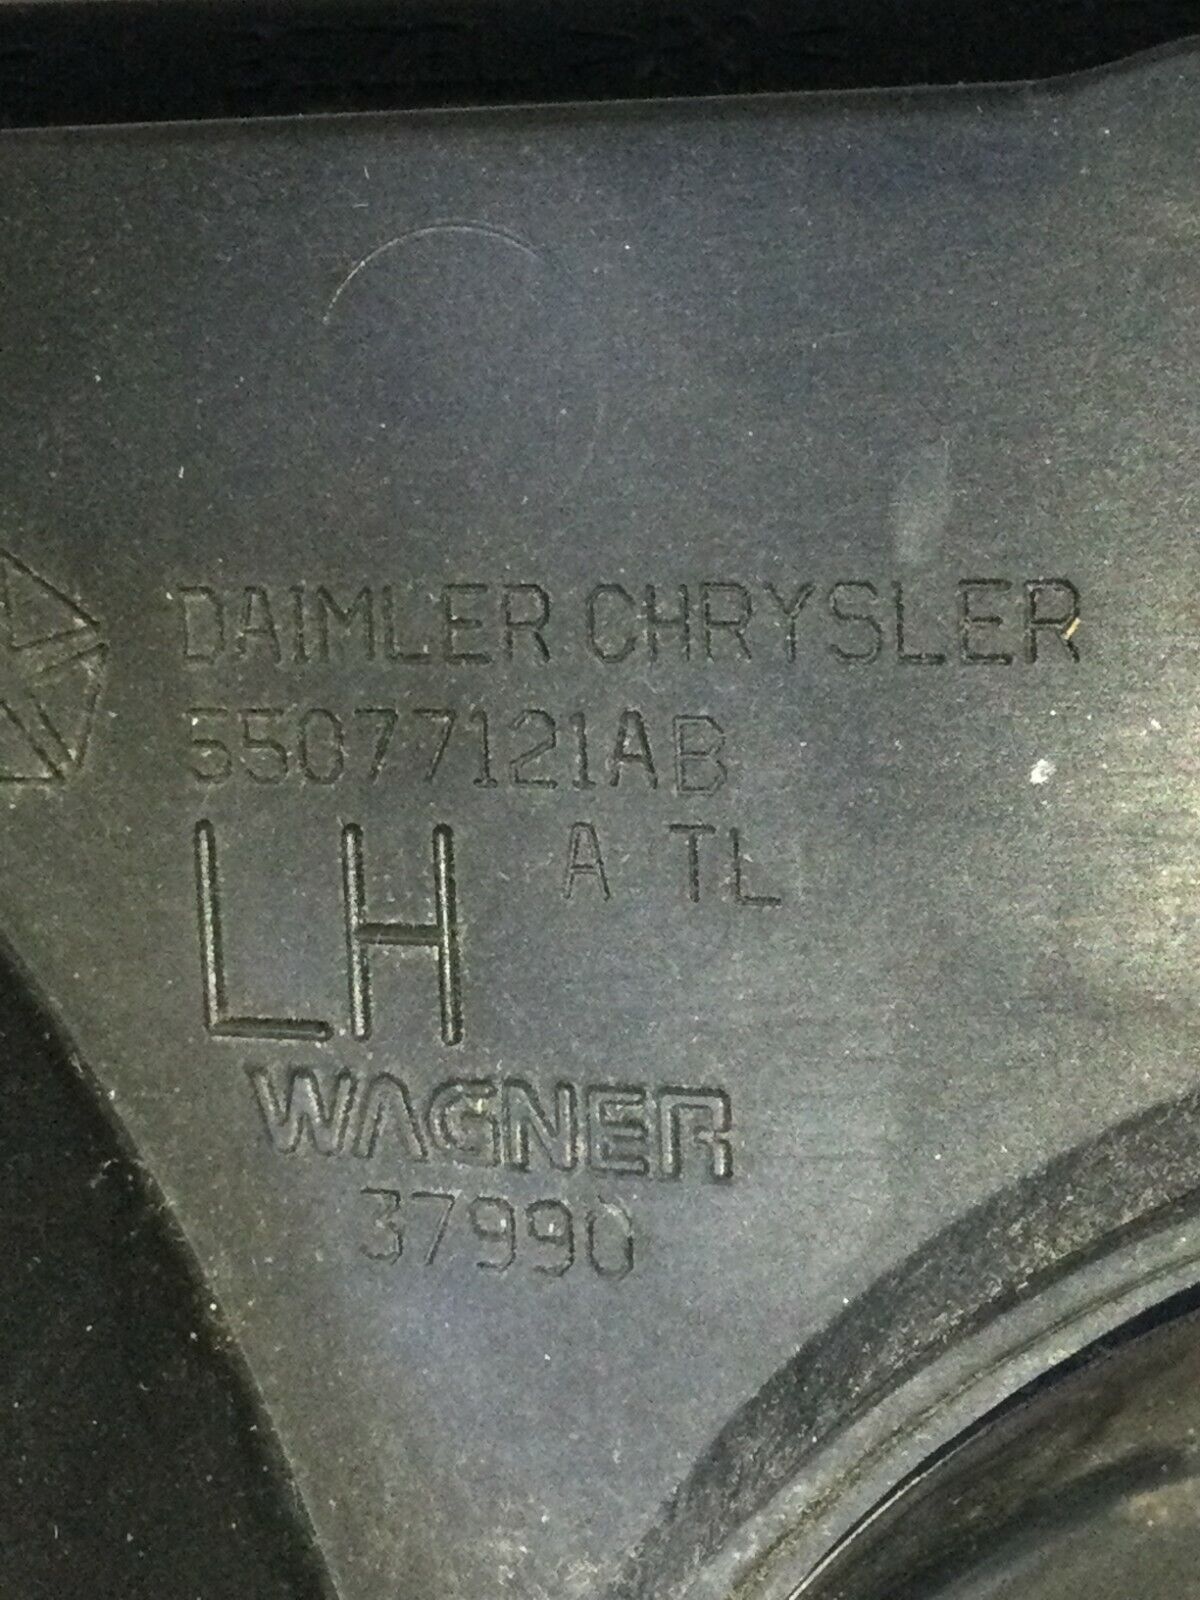 DAIMLER CHRYSLER
55077121AB
LH A TL
WAGNER
37990